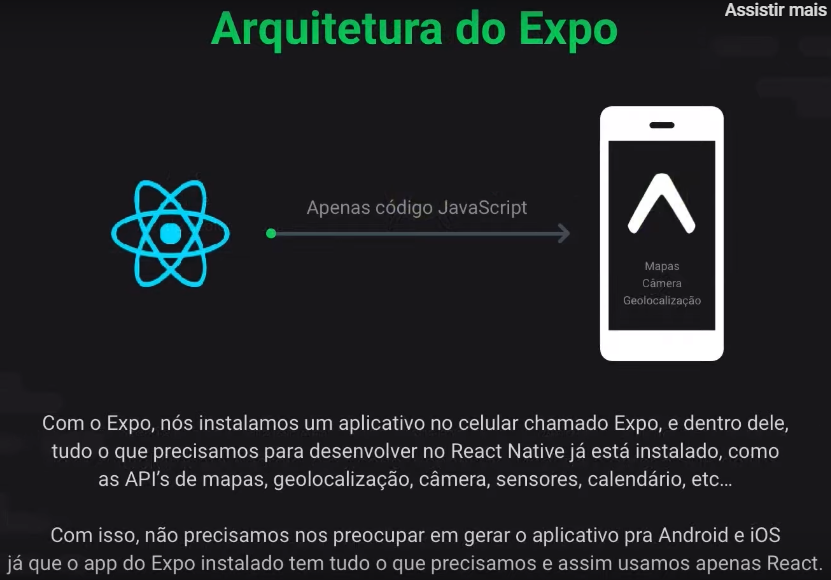 Assistir mais
Arquitetura do Expo
Apenas código JavaScript
Mapas
Câmera
Geolocalização
Com o Expo, nós instalamos um aplicativo no celular chamado Expo, e dentro dele,
tudo o que precisamos para desenvolver no React Native já está instalado, como
as API’s de mapas, geolocalização, câmera, sensores, calendário, etc…
Com isso, não precisamos nos preocupar em gerar o aplicativo pra Android e iOS
já que o app do Expo instalado tem tudo o que precisamos e assim usamos apenas React.